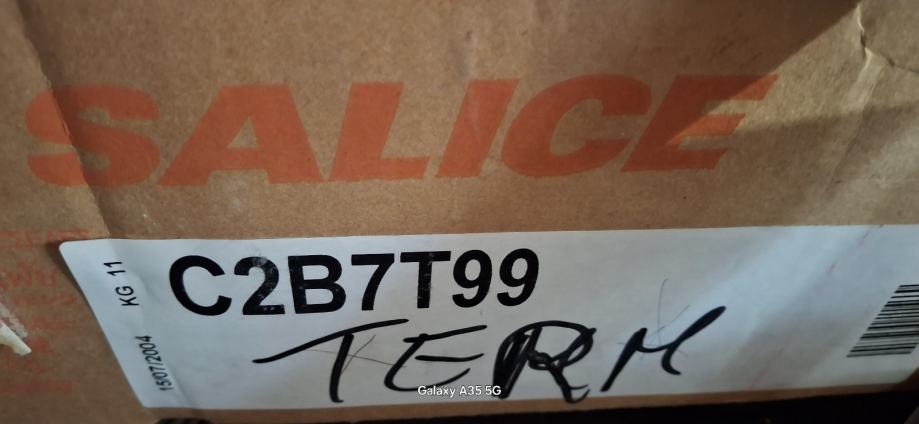 SALICE
KG 11
C2B7T99
15/07/2004
TERM
Galaxy A35 5G